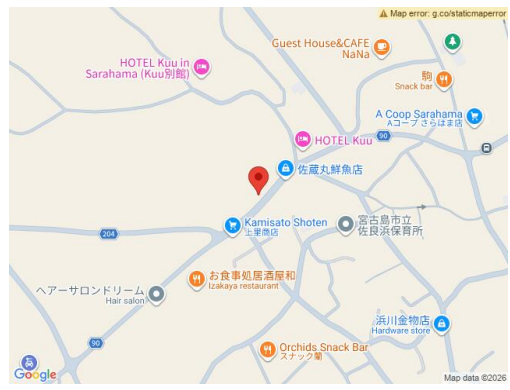 Map error: g.co/staticmaperror
Guest House&CAFE
NaNa
HOTEL Kuu in
Sarahama (Kuu別館)
駒
Snack bar
A Coop Sarahama
Aコープ さらはま店
90
HOTEL Kuu
佐蔵丸鮮魚店
Kamisato Shoten
上里商店
宮古島市立
佐良浜保育所
204
お食事処居酒屋和
Izakaya restaurant
ヘアーサロンドリーム
Hair salon
浜川金物店
Hardware store
90
Orchids Snack Bar
スナック蘭
Google
Map data ©2026